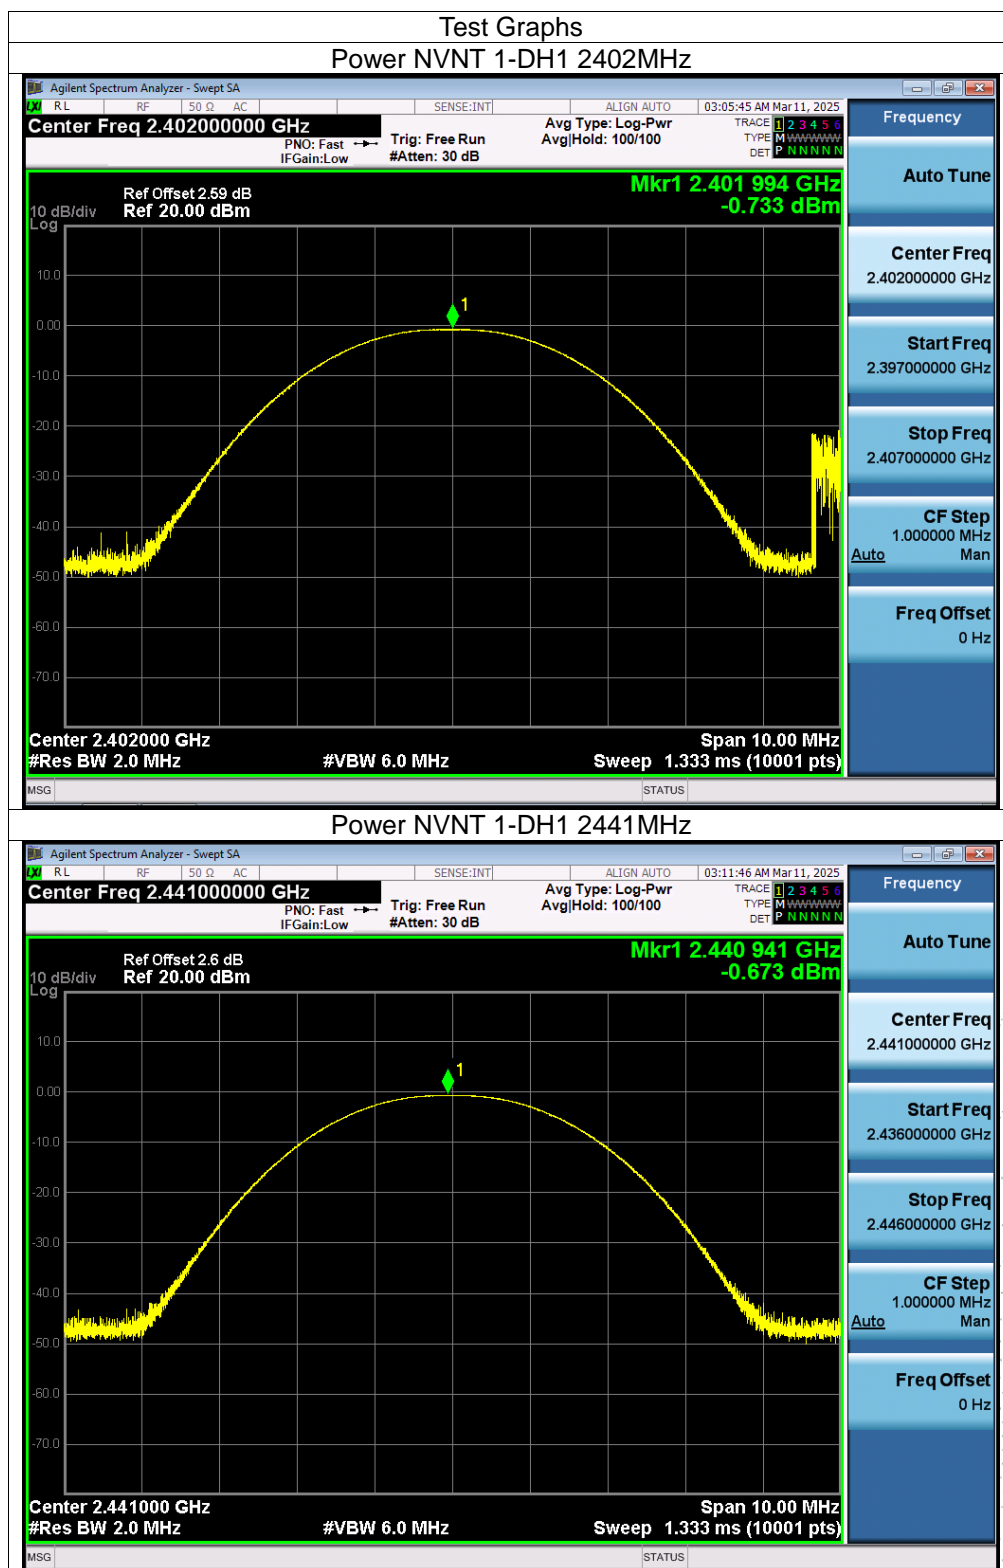 Test Graphs
Power NVNT 1-DH1 2402MHz
Agilent Spectrum Analyzer - Swept SA
LXI RL RF 50 Ω AC SENSE:INT ALIGN AUTO 03:05:45 AM Mar 11, 2025
Center Freq 2.402000000 GHz
PNO: Fast
IFGain:Low
Trig: Free Run
#Atten: 30 dB
Avg Type: Log-Pwr
Avg|Hold: 100/100
TRACE 1 2 3 4 5 6
TYPE M W W W W W
DET P N N N N N
Frequency
Auto Tune
Center Freq
2.402000000 GHz
Start Freq
2.397000000 GHz
Stop Freq
2.407000000 GHz
CF Step
1.000000 MHz
Auto Man
Freq Offset
0 Hz
Ref Offset 2.59 dB
10 dB/div Ref 20.00 dBm
Log
Mkr1 2.401 994 GHz
-0.733 dBm
1
10.0
0.00
-10.0
-20.0
-30.0
-40.0
-50.0
-60.0
-70.0
Center 2.402000 GHz Span 10.00 MHz
#Res BW 2.0 MHz #VBW 6.0 MHz Sweep 1.333 ms (10001 pts)
MSG STATUS
Power NVNT 1-DH1 2441MHz
Agilent Spectrum Analyzer - Swept SA
LXI RL RF 50 Ω AC SENSE:INT ALIGN AUTO 03:11:46 AM Mar 11, 2025
Center Freq 2.441000000 GHz
PNO: Fast
IFGain:Low
Trig: Free Run
#Atten: 30 dB
Avg Type: Log-Pwr
Avg|Hold: 100/100
TRACE 1 2 3 4 5 6
TYPE M W W W W W
DET P N N N N N
Frequency
Auto Tune
Center Freq
2.441000000 GHz
Start Freq
2.436000000 GHz
Stop Freq
2.446000000 GHz
CF Step
1.000000 MHz
Auto Man
Freq Offset
0 Hz
Ref Offset 2.6 dB
10 dB/div Ref 20.00 dBm
Log
Mkr1 2.440 941 GHz
-0.673 dBm
1
10.0
0.00
-10.0
-20.0
-30.0
-40.0
-50.0
-60.0
-70.0
Center 2.441000 GHz Span 10.00 MHz
#Res BW 2.0 MHz #VBW 6.0 MHz Sweep 1.333 ms (10001 pts)
MSG STATUS